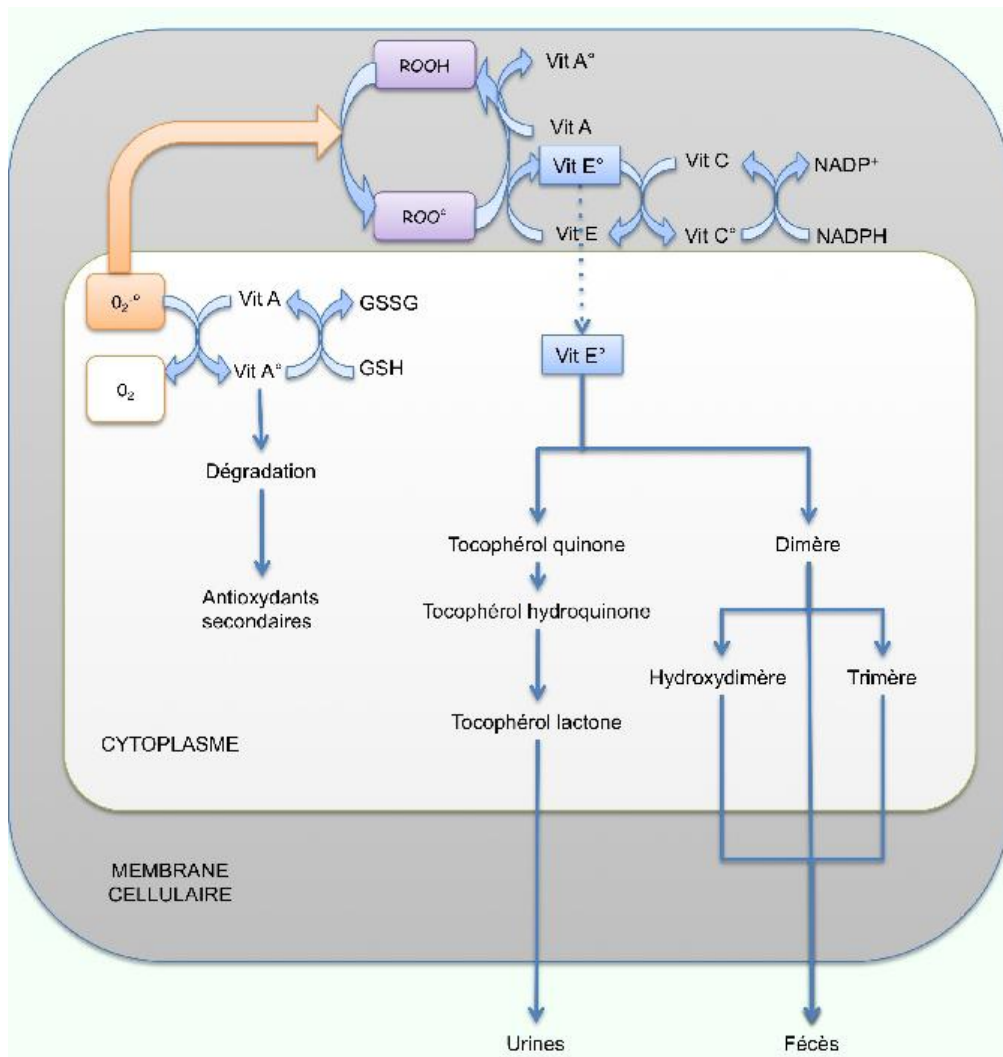 ROOH
Vit A°
Vit A
Vit E°
Vit C
NADP⁺
ROO°
Vit E
Vit C°
NADPH
O₂⁻°
Vit A
GSSG
Vit A°
GSH
O₂
Vit E°
Dégradation
Tocophérol quinone
Dimère
Antioxydants
secondaires
Tocophérol hydroquinone
Hydroxydimère
Trimère
Tocophérol lactone
CYTOPLASME
MEMBRANE
CELLULAIRE
Urines
Fécès